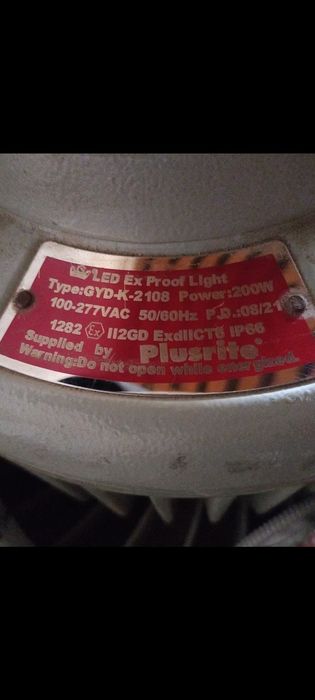 LED Ex Proof Light
Type:GYD-K-2108 Power:200W
100-277VAC 50/60Hz P.D.:08/21
1282 Ex II2GD ExdIICT6 IP66
Supplied by Plusrite®
Warning:Do not open while energized.